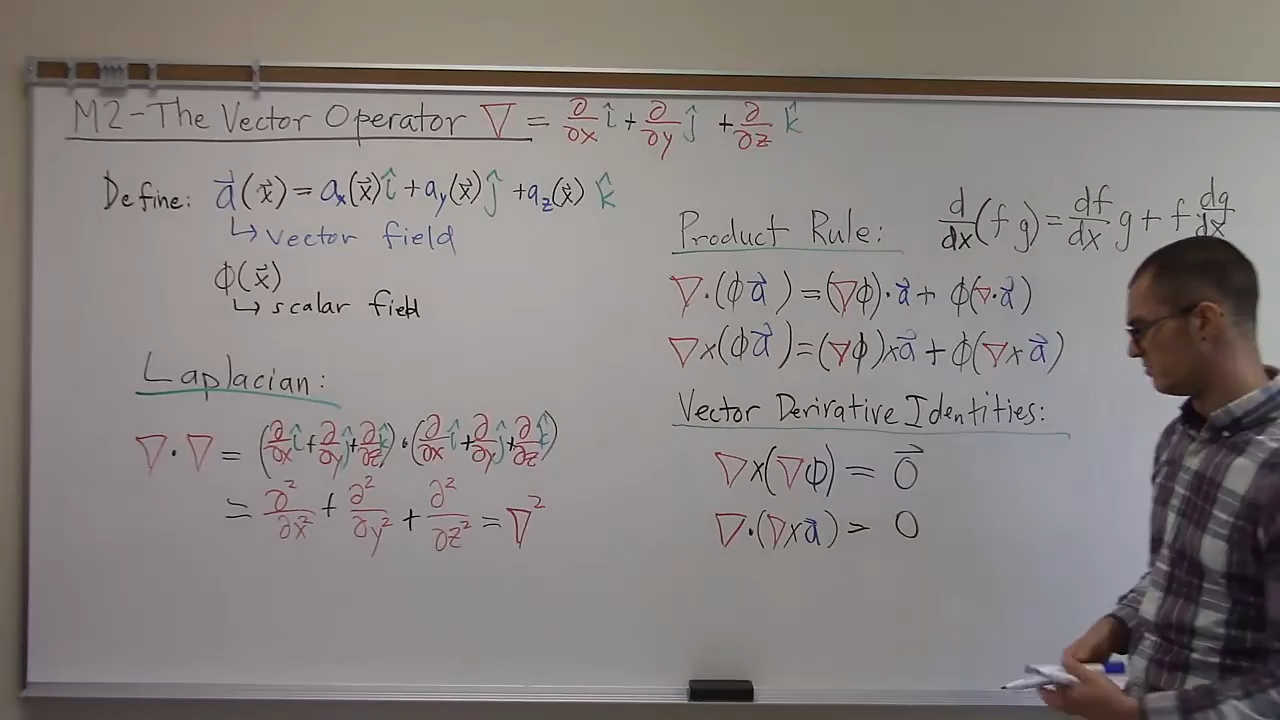 M2-The Vector Operator ∇ = ∂/∂x î + ∂/∂y ĵ + ∂/∂z k̂
Define: a⃗(x⃗) = aₓ(x⃗)î + a_y(x⃗)ĵ + a_z(x⃗) k̂
↳ vector field
ϕ(x⃗)
↳ scalar field
Laplacian:
∇·∇ = (∂/∂x î + ∂/∂y ĵ + ∂/∂z k̂)·(∂/∂x î + ∂/∂y ĵ + ∂/∂z k̂)
= ∂²/∂x² + ∂²/∂y² + ∂²/∂z² = ∇²
Product Rule: d/dx(f g) = df/dx g + f dg/dx
∇·(ϕa⃗) = (∇ϕ)·a⃗ + ϕ(∇·a⃗)
∇×(ϕa⃗) = (∇ϕ)×a⃗ + ϕ(∇×a⃗)
Vector Derivative Identities:
∇×(∇ϕ) = 0⃗
∇·(∇×a⃗) = 0